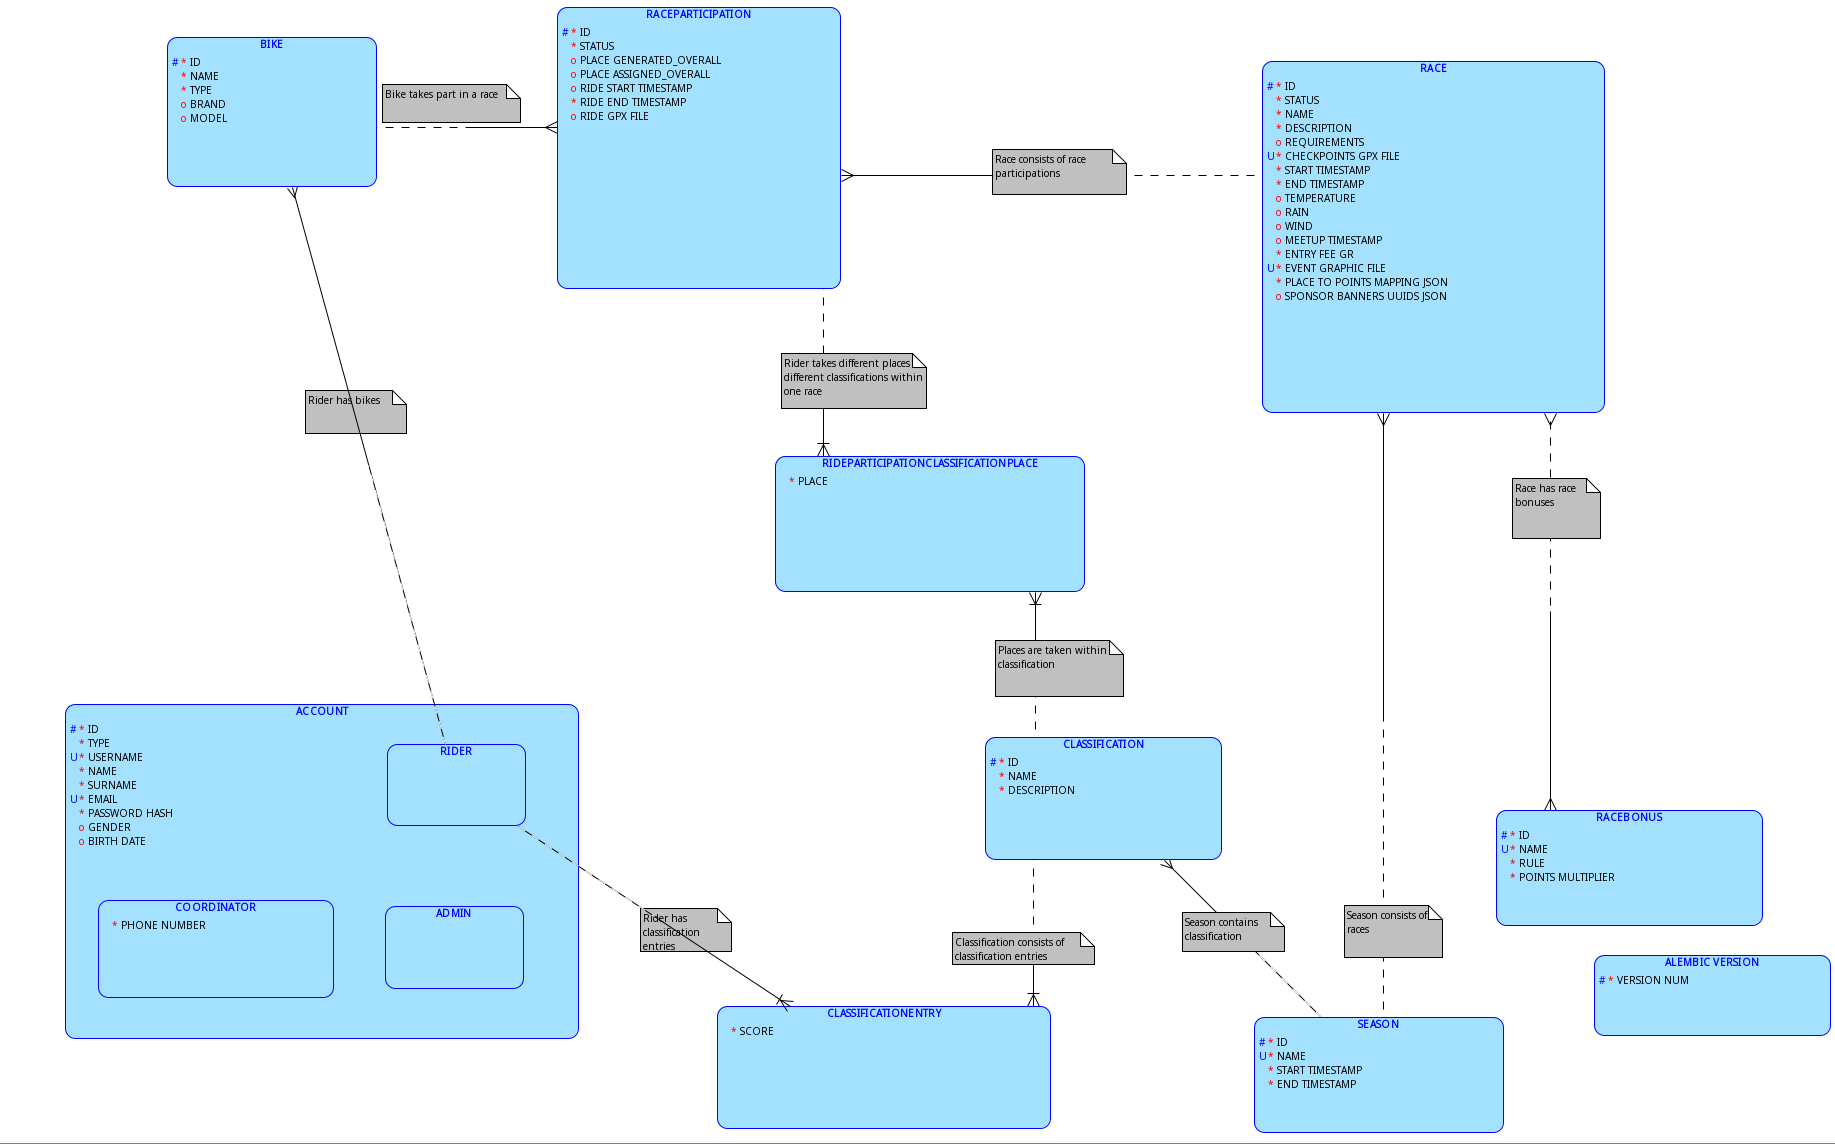 RACEPARTICIPATION
# * ID
* STATUS
o PLACE GENERATED_OVERALL
o PLACE ASSIGNED_OVERALL
o RIDE START TIMESTAMP
* RIDE END TIMESTAMP
o RIDE GPX FILE
BIKE
# * ID
* NAME
* TYPE
o BRAND
o MODEL
Bike takes part in a race
RACE
# * ID
* STATUS
* NAME
* DESCRIPTION
o REQUIREMENTS
U * CHECKPOINTS GPX FILE
* START TIMESTAMP
* END TIMESTAMP
o TEMPERATURE
o RAIN
o WIND
o MEETUP TIMESTAMP
* ENTRY FEE GR
U * EVENT GRAPHIC FILE
* PLACE TO POINTS MAPPING JSON
o SPONSOR BANNERS UUIDS JSON
Race consists of race
participations
Rider takes different places
different classifications within
one race
Rider has bikes
RIDEPARTICIPATIONCLASSIFICATIONPLACE
* PLACE
Race has race
bonuses
Places are taken within
classification
ACCOUNT
# * ID
* TYPE
U * USERNAME
* NAME
* SURNAME
U * EMAIL
* PASSWORD HASH
o GENDER
o BIRTH DATE
RIDER
COORDINATOR
* PHONE NUMBER
ADMIN
CLASSIFICATION
# * ID
* NAME
* DESCRIPTION
RACEBONUS
# * ID
U * NAME
* RULE
* POINTS MULTIPLIER
Rider has
classification
entries
Classification consists of
classification entries
Season contains
classification
Season consists of
races
ALEMBIC VERSION
# * VERSION NUM
CLASSIFICATIONENTRY
* SCORE
SEASON
# * ID
U * NAME
* START TIMESTAMP
* END TIMESTAMP